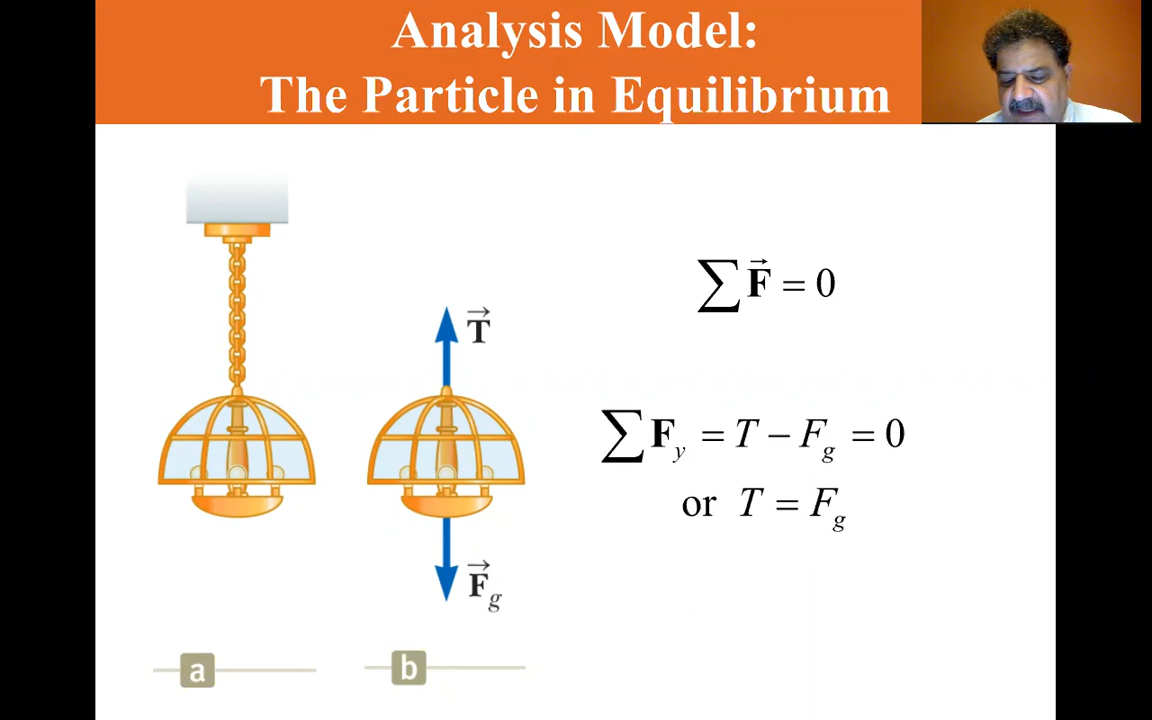 Analysis Model:
The Particle in Equilibrium
∑F⃗ = 0
T⃗
∑F_y = T − F_g = 0
or T = F_g
F⃗_g
a
b